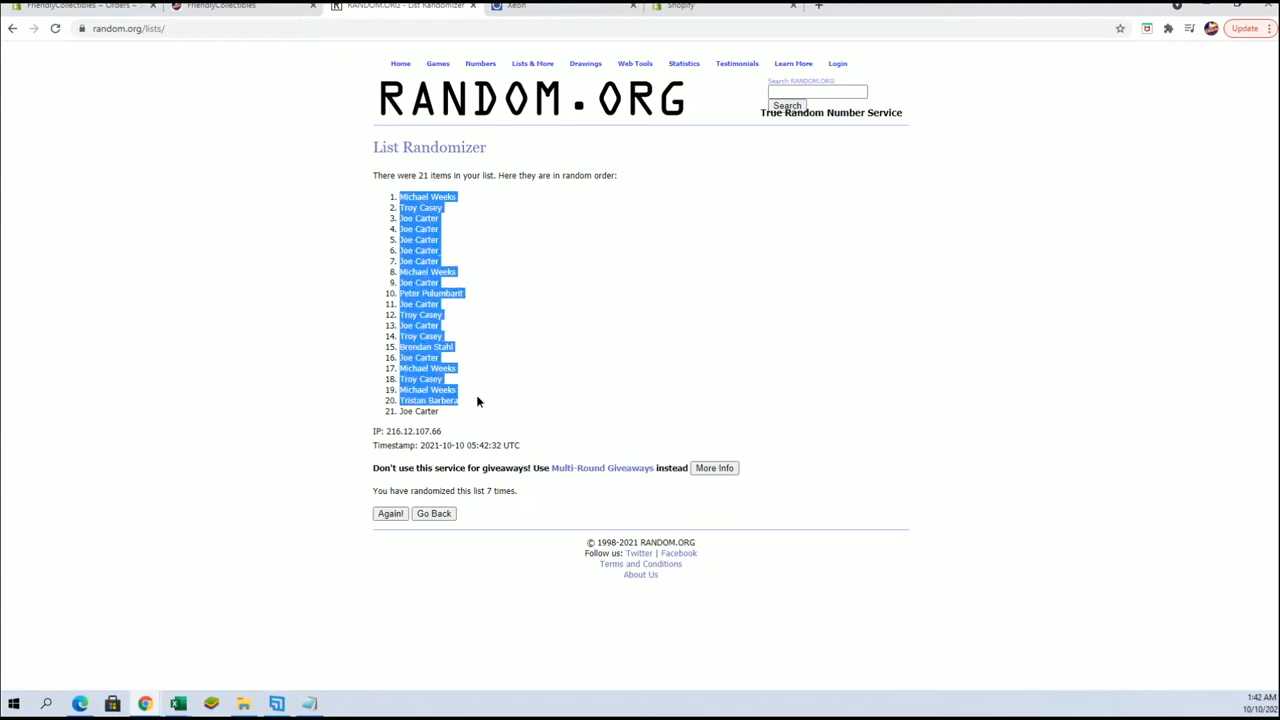 FriendlyCollectibles ~ Orders ~ S
FriendlyCollectibles
RANDOM.ORG - List Randomizer
Xeon
Shopify
random.org/lists/
Update
Home Games Numbers Lists & More Drawings Web Tools Statistics Testimonials Learn More Login
Search RANDOM.ORG
RANDOM.ORG
Search
True Random Number Service
List Randomizer
There were 21 items in your list. Here they are in random order:
1. Michael Weeks
2. Troy Casey
3. Joe Carter
4. Joe Carter
5. Joe Carter
6. Joe Carter
7. Joe Carter
8. Michael Weeks
9. Joe Carter
10. Peter Pulumbarit
11. Joe Carter
12. Troy Casey
13. Joe Carter
14. Troy Casey
15. Brendan Stahl
16. Joe Carter
17. Michael Weeks
18. Troy Casey
19. Michael Weeks
20. Tristan Barbera
21. Joe Carter
IP: 216.12.107.66
Timestamp: 2021-10-10 05:42:32 UTC
Don't use this service for giveaways! Use Multi-Round Giveaways instead More Info
You have randomized this list 7 times.
Again! Go Back
© 1998-2021 RANDOM.ORG
Follow us: Twitter | Facebook
Terms and Conditions
About Us
1:42 AM
10/10/202